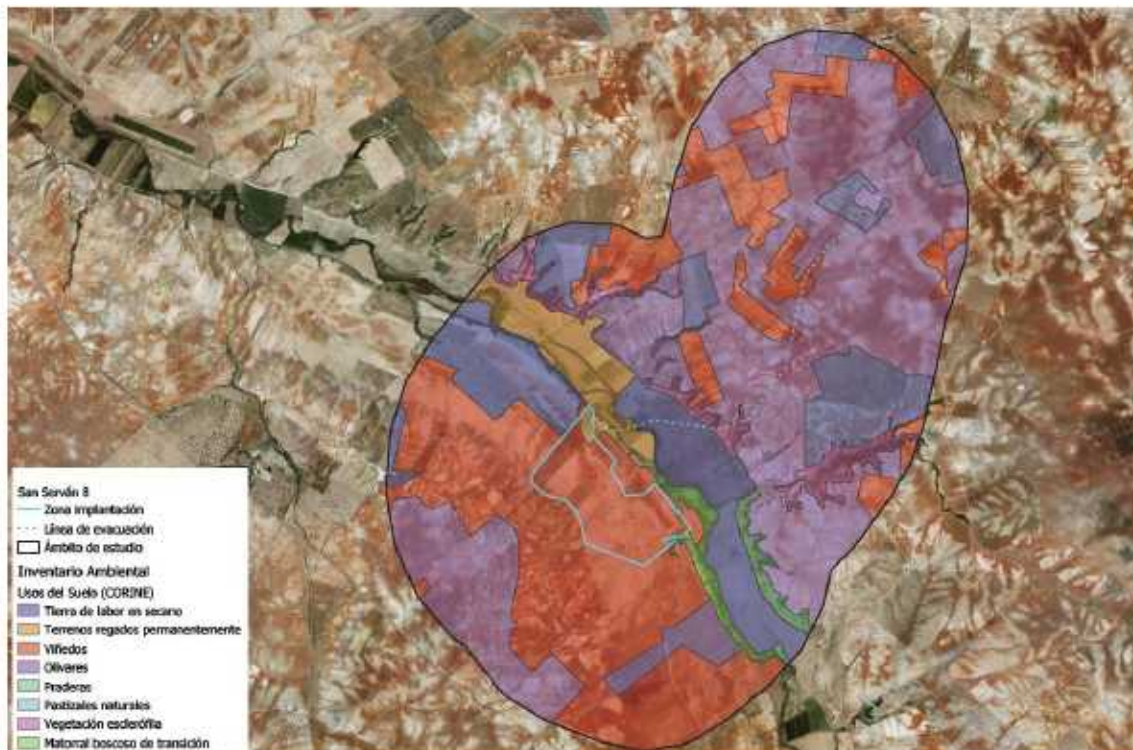 San Serván 8
Zona implantación
Línea de evacuación
Ámbito de estudio
Inventario Ambiental
Usos del Suelo (CORINE)
Tierra de labor en secano
Terrenos regados permanentemente
Viñedos
Olivares
Praderas
Pastizales naturales
Vegetación esclerófila
Matorral boscoso de transición